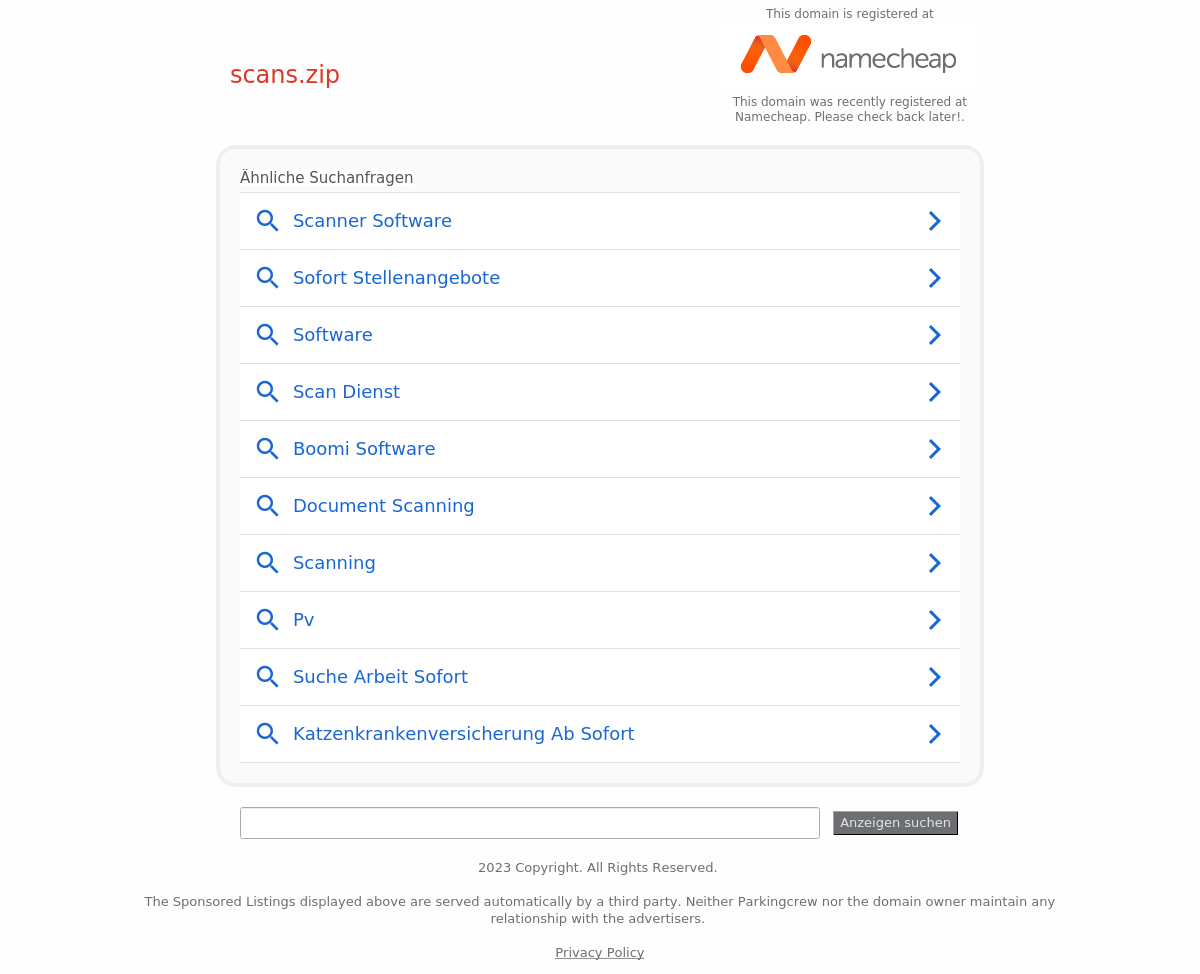 This domain is registered at
namecheap
scans.zip
This domain was recently registered at
Namecheap. Please check back later!.
Ähnliche Suchanfragen
Scanner Software
Sofort Stellenangebote
Software
Scan Dienst
Boomi Software
Document Scanning
Scanning
Pv
Suche Arbeit Sofort
Katzenkrankenversicherung Ab Sofort
Anzeigen suchen
2023 Copyright. All Rights Reserved.
The Sponsored Listings displayed above are served automatically by a third party. Neither Parkingcrew nor the domain owner maintain any
relationship with the advertisers.
Privacy Policy